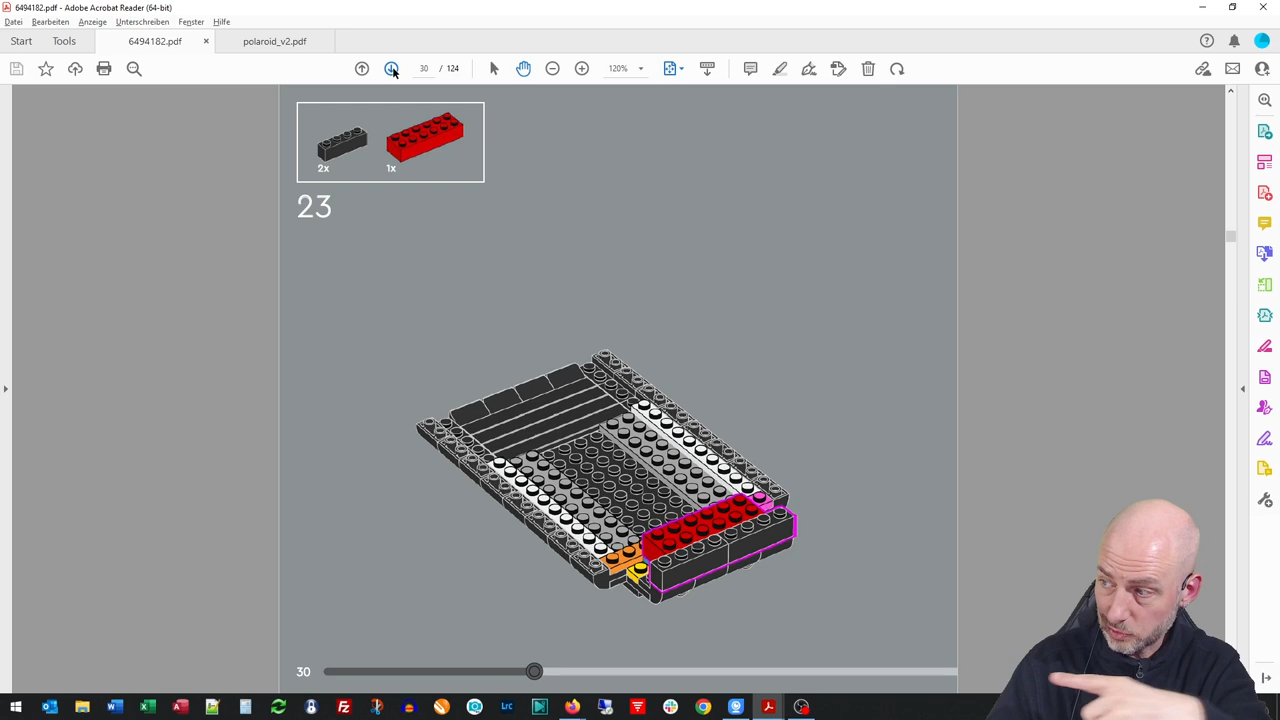 6494182.pdf - Adobe Acrobat Reader (64-bit)
Datei Bearbeiten Anzeige Unterschreiben Fenster Hilfe
Start Tools 6494182.pdf × polaroid_v2.pdf
30 / 124 120%
2x 1x
23
30
Lrc